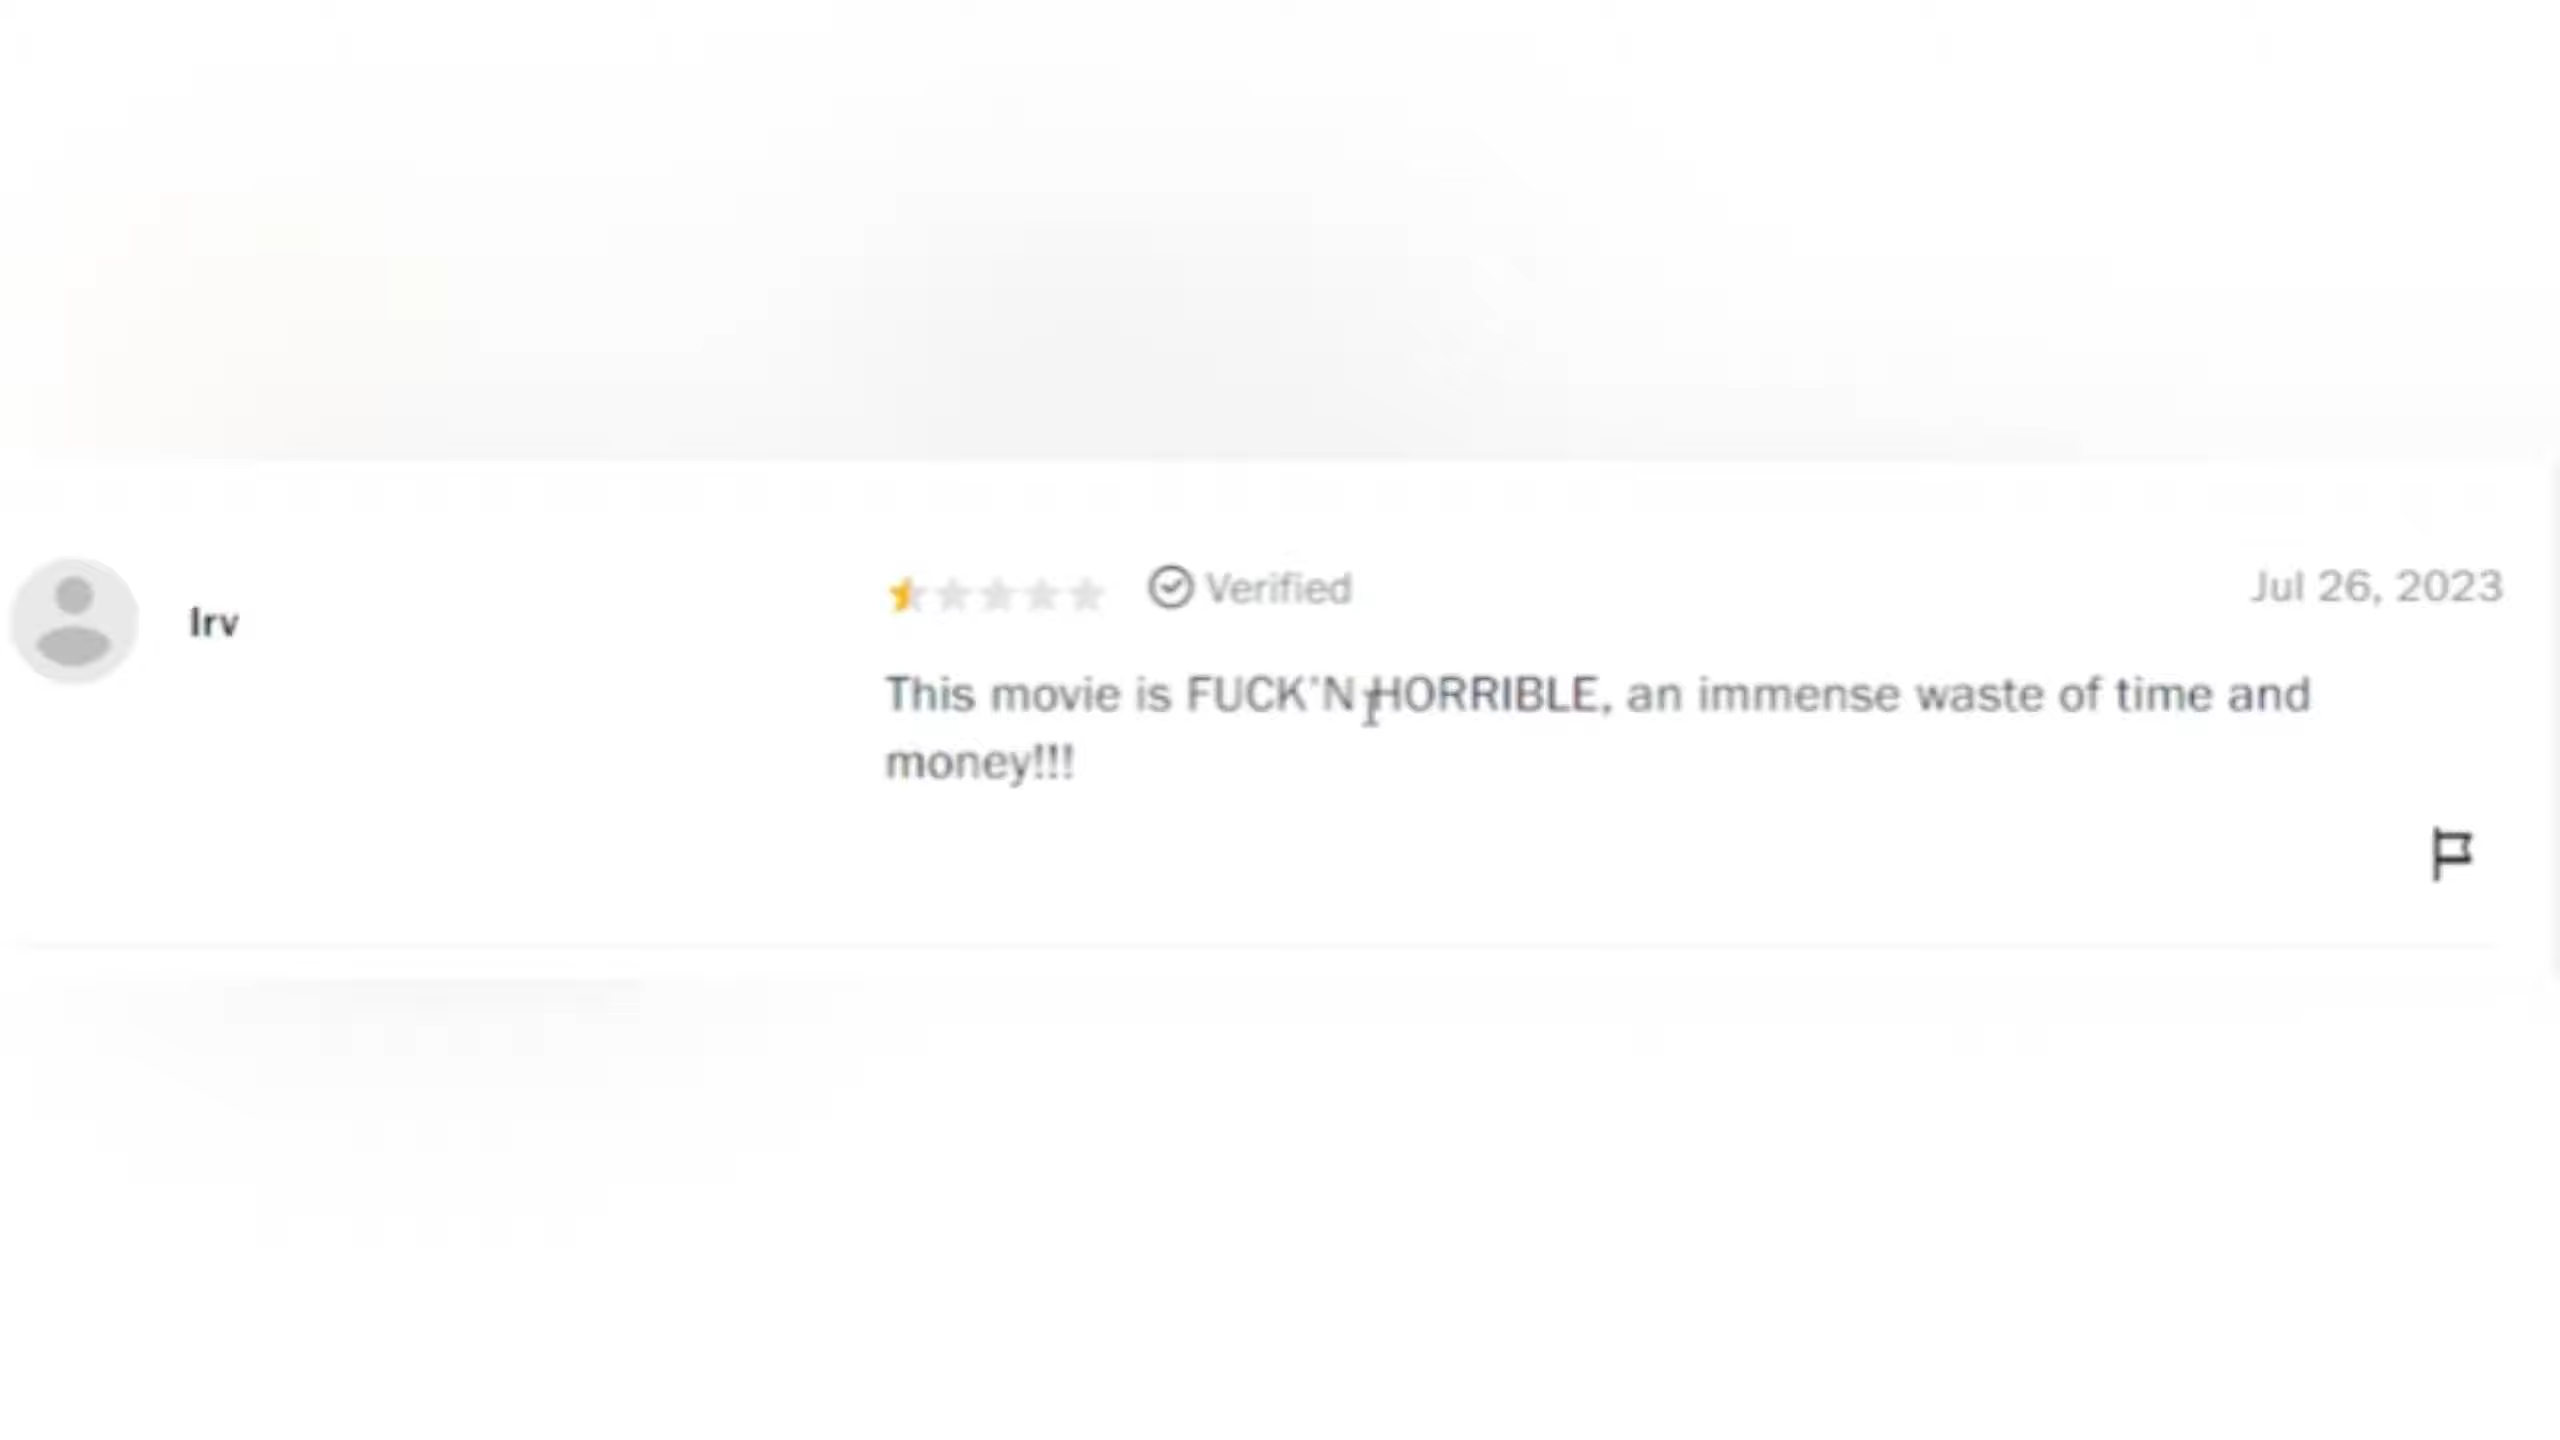 Irv
Verified
Jul 26, 2023
This movie is FUCK'N HORRIBLE, an immense waste of time and
money!!!